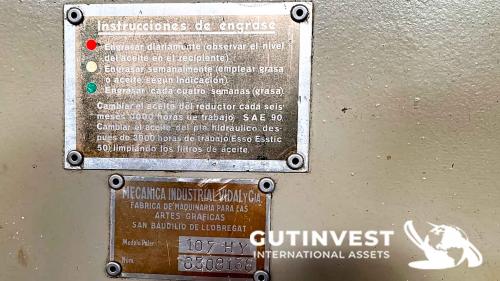 Instrucciones de engrase
Engrasar diariamente (observar el nivel
del aceite en el recipiente)
Engrasar semanalmente (emplear grasa
o aceite según indicación)
Engrasar cada cuatro semanas (grasa)
Cambiar el aceite del reductor cada seis
meses horas de trabajo SAE 90
Cambiar el aceite del hidráulico des-
pués de horas de trabajo (Esso Esstic
50) limpiando los filtros de aceite.
MECANICA INDUSTRIAL VIDAL y Cía
FABRICA DE MAQUINARIA PARA LAS
ARTES GRAFICAS
SAN BAUDILIO DE LLOBREGAT
Modelo Polar 107 HY
Núm.
GUTINVEST
INTERNATIONAL ASSETS